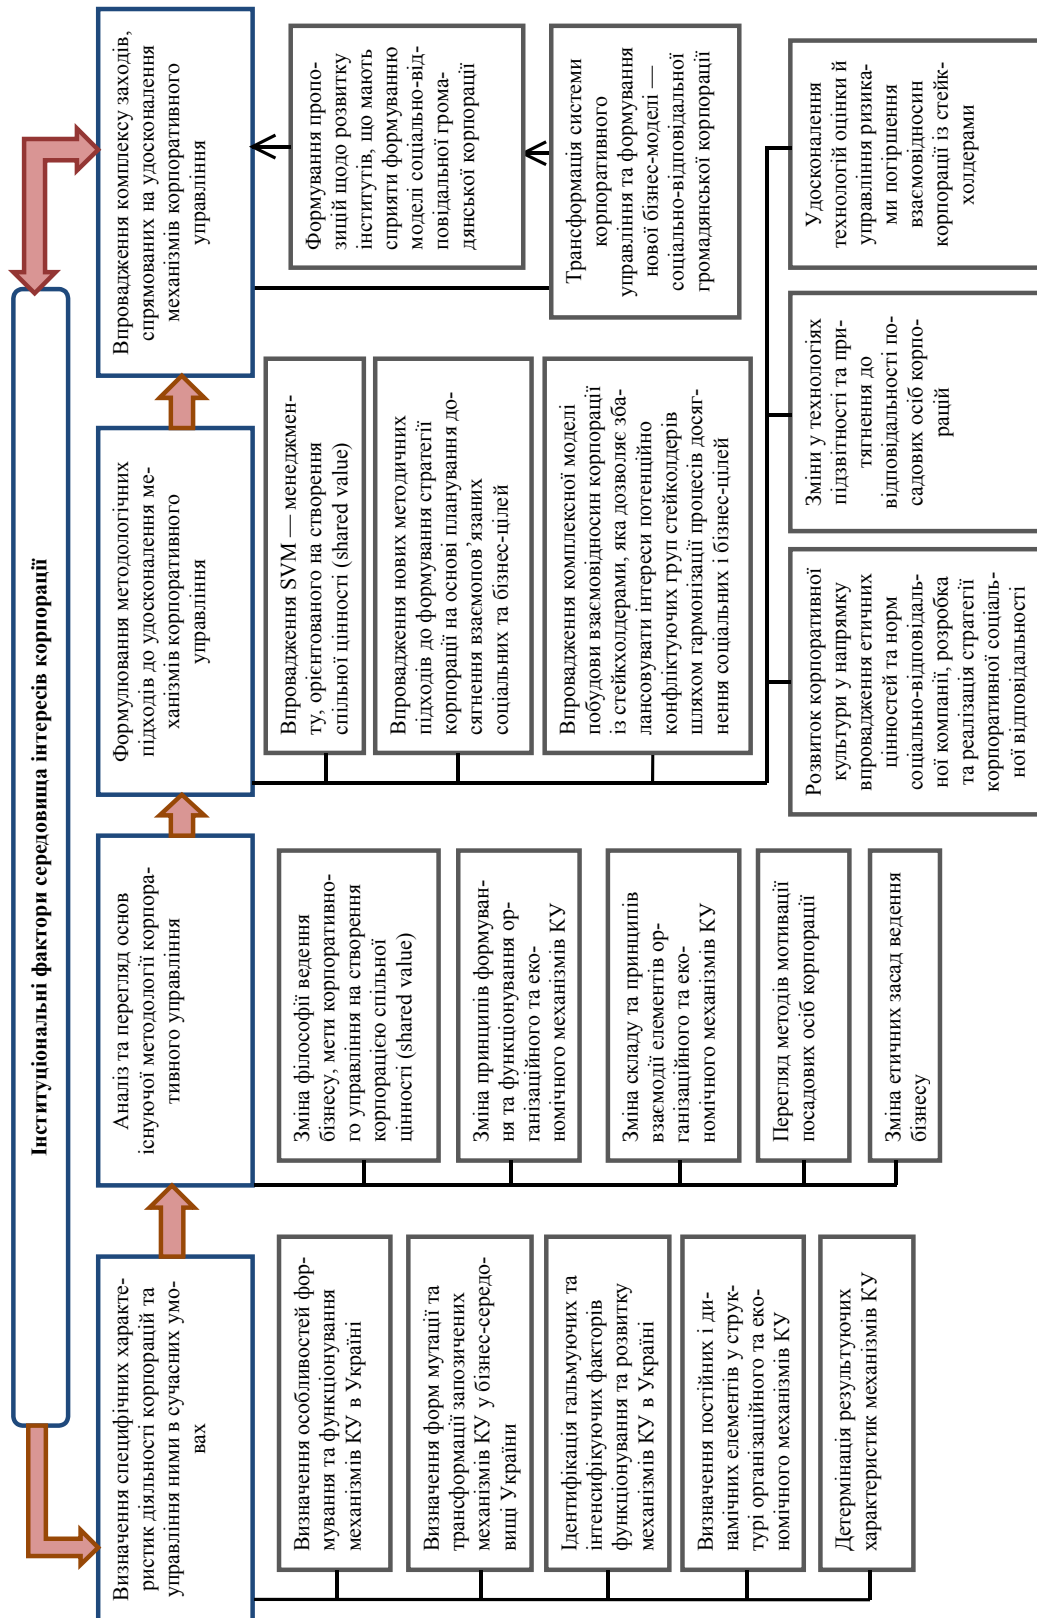 Інституціональні фактори середовища інтересів корпорації
Визначення специфічних характе-
ристик діяльності корпорацій та
управління ними в сучасних умо-
вах
Визначення особливостей фор-
мування та функціонування
механізмів КУ в Україні
Визначення форм мутації та
трансформації запозичених
механізмів КУ у бізнес-середо-
вищі України
Ідентифікація гальмуючих та
інтенсифікуючих факторів
функціонування та розвитку
механізмів КУ в Україні
Визначення постійних і ди-
намічних елементів у струк-
турі організаційного та еко-
номічного механізмів КУ
Детермінація результуючих
характеристик механізмів КУ
Аналіз та перегляд основ
існуючої методології корпора-
тивного управління
Зміна філософії ведення
бізнесу, мети корпоративно-
го управління на створення
корпорацією спільної
цінності (shared value)
Зміна принципів формуван-
ня та функціонування ор-
ганізаційного та еко-
номічного механізмів КУ
Зміна складу та принципів
взаємодії елементів ор-
ганізаційного та еко-
номічного механізмів КУ
Перегляд методів мотивації
посадових осіб корпорації
Зміна етичних засад ведення
бізнесу
Формулювання методологічних
підходів до удосконалення ме-
ханізмів корпоративного
управління
Впровадження SVM — менеджмен-
ту, орієнтованого на створення
спільної цінності (shared value)
Впровадження нових методичних
підходів до формування стратегії
корпорації на основі планування до-
сягнення взаємопов’язаних
соціальних та бізнес-цілей
Впровадження комплексної моделі
побудови взаємовідносин корпорації
із стейкхолдерами, яка дозволяє зба-
лансувати інтереси потенційно
конфліктуючих груп стейколдерів
шляхом гармонізації процесів досяг-
нення соціальних і бізнес-цілей
Розвиток корпоративної
культури у напрямку
впровадження етичних
цінностей та норм
соціально-відповідаль-
ної компанії, розробка
та реалізація стратегії
корпоративної соціаль-
ної відповідальності
Зміни у технологіях
підзвітності та при-
тягнення до
відповідальності по-
садових осіб корпо-
рацій
Удосконалення
технологій оцінки й
управління ризика-
ми погіршення
взаємовідносин
корпорації із стейк-
холдерами
Впровадження комплексу заходів,
спрямованих на удосконалення
механізмів корпоративного
управління
Формування пропо-
зицій щодо розвитку
інститутів, що мають
сприяти формуванню
моделі соціально-від-
повідальної грома-
дянської корпорації
Трансформація системи
корпоративного
управління та формування
нової бізнес-моделі —
соціально-відповідальної
громадянської корпорації